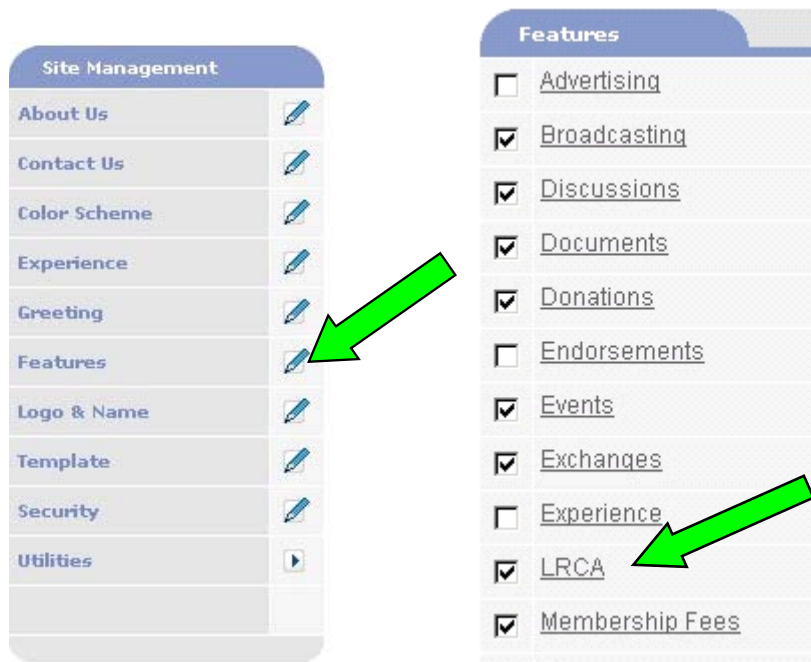 Site Management
About Us
Contact Us
Color Scheme
Experience
Greeting
Features
Logo & Name
Template
Security
Utilities
Features
Advertising
Broadcasting
Discussions
Documents
Donations
Endorsements
Events
Exchanges
Experience
LRCA
Membership Fees